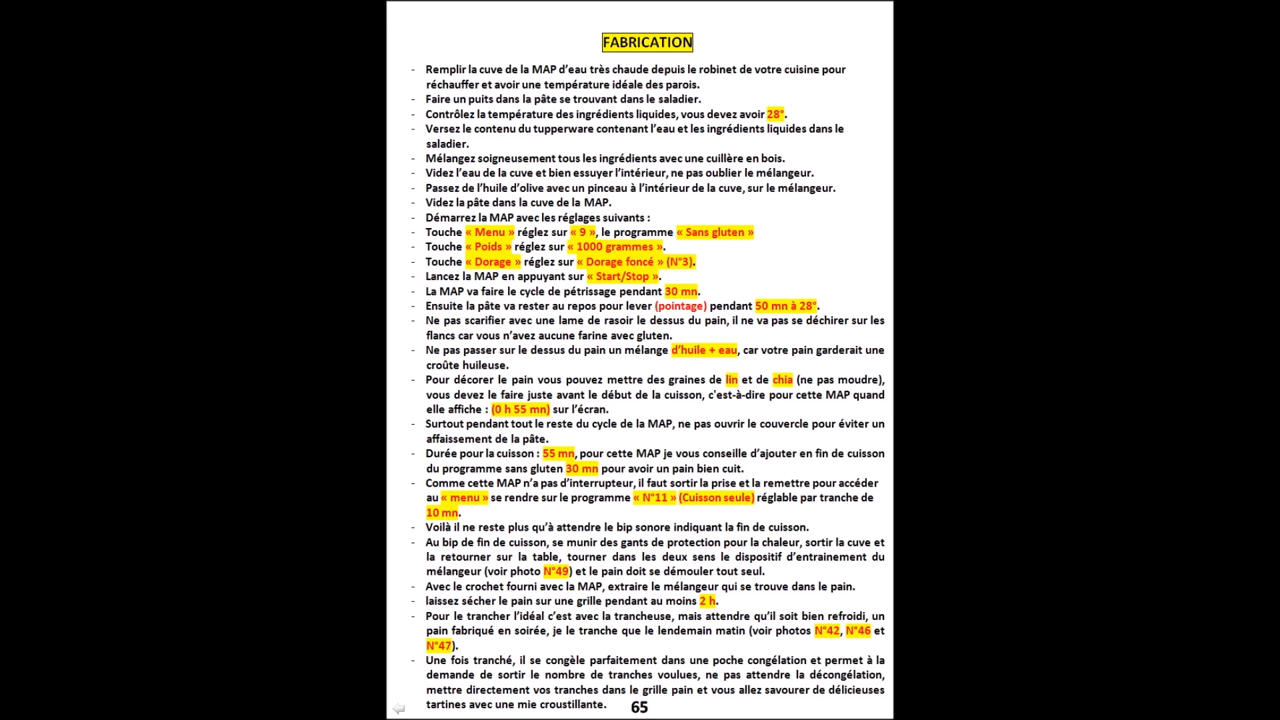 FABRICATION
- Remplir la cuve de la MAP d'eau très chaude depuis le robinet de votre cuisine pour
réchauffer et avoir une température idéale des parois.
- Faire un puits dans la pâte se trouvant dans le saladier.
- Contrôlez la température des ingrédients liquides, vous devez avoir 28°.
- Versez le contenu du tupperware contenant l'eau et les ingrédients liquides dans le
saladier.
- Mélangez soigneusement tous les ingrédients avec une cuillère en bois.
- Videz l'eau de la cuve et bien essuyer l'intérieur, ne pas oublier le mélangeur.
- Passez de l'huile d'olive avec un pinceau à l'intérieur de la cuve, sur le mélangeur.
- Videz la pâte dans la cuve de la MAP.
- Démarrez la MAP avec les réglages suivants :
- Touche « Menu » réglez sur « 9 », le programme « Sans gluten »
- Touche « Poids » réglez sur « 1000 grammes ».
- Touche « Dorage » réglez sur « Dorage foncé » (N°3).
- Lancez la MAP en appuyant sur « Start/Stop ».
- La MAP va faire le cycle de pétrissage pendant 30 mn.
- Ensuite la pâte va rester au repos pour lever (pointage) pendant 50 mn à 28°.
- Ne pas scarifier avec une lame de rasoir le dessus du pain, il ne va pas se déchirer sur les
flancs car vous n'avez aucune farine avec gluten.
- Ne pas passer sur le dessus du pain un mélange d'huile + eau, car votre pain garderait une
croûte huileuse.
- Pour décorer le pain vous pouvez mettre des graines de lin et de chia (ne pas moudre),
vous devez le faire juste avant le début de la cuisson, c'est-à-dire pour cette MAP quand
elle affiche : (0 h 55 mn) sur l'écran.
- Surtout pendant tout le reste du cycle de la MAP, ne pas ouvrir le couvercle pour éviter un
affaissement de la pâte.
- Durée pour la cuisson : 55 mn, pour cette MAP je vous conseille d'ajouter en fin de cuisson
du programme sans gluten 30 mn pour avoir un pain bien cuit.
- Comme cette MAP n'a pas d'interrupteur, il faut sortir la prise et la remettre pour accéder
au « menu » se rendre sur le programme « N°11 » (Cuisson seule) réglable par tranche de
10 mn.
- Voilà il ne reste plus qu'à attendre le bip sonore indiquant la fin de cuisson.
- Au bip de fin de cuisson, se munir des gants de protection pour la chaleur, sortir la cuve et
la retourner sur la table, tourner dans les deux sens le dispositif d'entrainement du
mélangeur (voir photo N°49) et le pain doit se démouler tout seul.
- Avec le crochet fourni avec la MAP, extraire le mélangeur qui se trouve dans le pain.
- laissez sécher le pain sur une grille pendant au moins 2 h.
- Pour le trancher l'idéal c'est avec la trancheuse, mais attendre qu'il soit bien refroidi, un
pain fabriqué en soirée, je le tranche que le lendemain matin (voir photos N°42, N°46 et
N°47).
- Une fois tranché, il se congèle parfaitement dans une poche congélation et permet à la
demande de sortir le nombre de tranches voulues, ne pas attendre la décongélation,
mettre directement vos tranches dans le grille pain et vous allez savourer de délicieuses
tartines avec une mie croustillante.
65